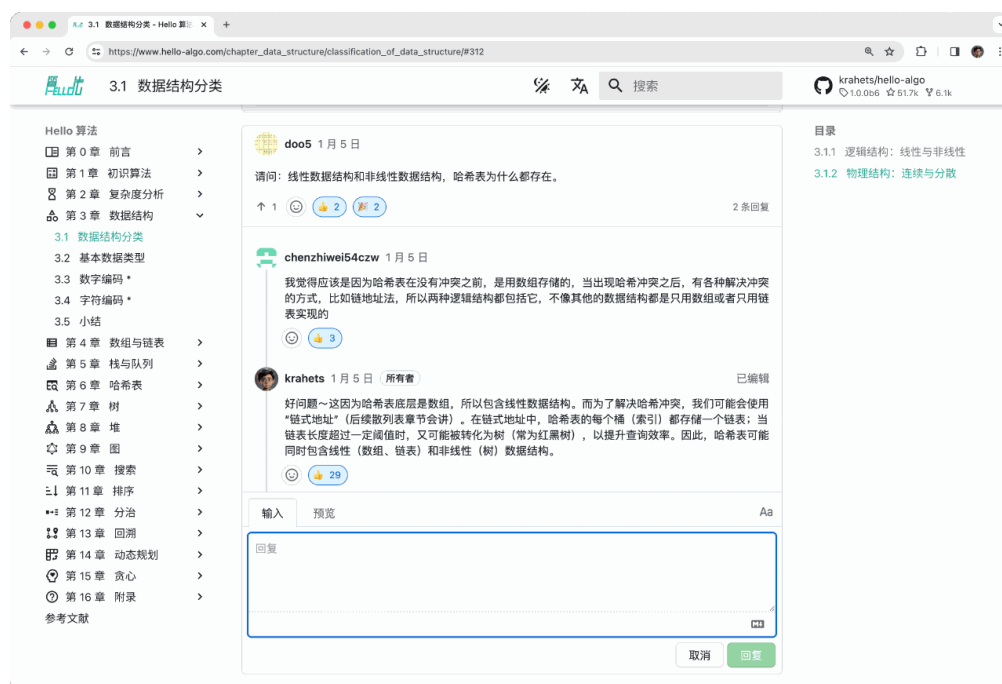 3.1 数据结构分类 - Hello 算法
https://www.hello-algo.com/chapter_data_structure/classification_of_data_structure/#312
3.1 数据结构分类
搜索
krahets/hello-algo
1.0.0b6 51.7k 6.1k
Hello 算法
第 0 章 前言
第 1 章 初识算法
第 2 章 复杂度分析
第 3 章 数据结构
3.1 数据结构分类
3.2 基本数据类型
3.3 数字编码 *
3.4 字符编码 *
3.5 小结
第 4 章 数组与链表
第 5 章 栈与队列
第 6 章 哈希表
第 7 章 树
第 8 章 堆
第 9 章 图
第 10 章 搜索
第 11 章 排序
第 12 章 分治
第 13 章 回溯
第 14 章 动态规划
第 15 章 贪心
第 16 章 附录
参考文献
doo5 1 月 5 日
请问：线性数据结构和非线性数据结构，哈希表为什么都存在。
1 2 2 2 条回复
chenzhiwei54czw 1 月 5 日
我觉得应该是因为哈希表在没有冲突之前，是用数组存储的，当出现哈希冲突之后，有各种解决冲突
的方式，比如链地址法，所以两种逻辑结构都包括它，不像其他的数据结构都是只用数组或者只用链
表实现的
3
krahets 1 月 5 日 所有者 已编辑
好问题～这因为哈希表底层是数组，所以包含线性数据结构。而为了解决哈希冲突，我们可能会使用
“链式地址”（后续散列表章节会讲）。在链式地址中，哈希表的每个桶（索引）都存储一个链表；当
链表长度超过一定阈值时，又可能被转化为树（常为红黑树），以提升查询效率。因此，哈希表可能
同时包含线性（数组、链表）和非线性（树）数据结构。
29
输入 预览 Aa
回复
取消 回复
目录
3.1.1 逻辑结构：线性与非线性
3.1.2 物理结构：连续与分散